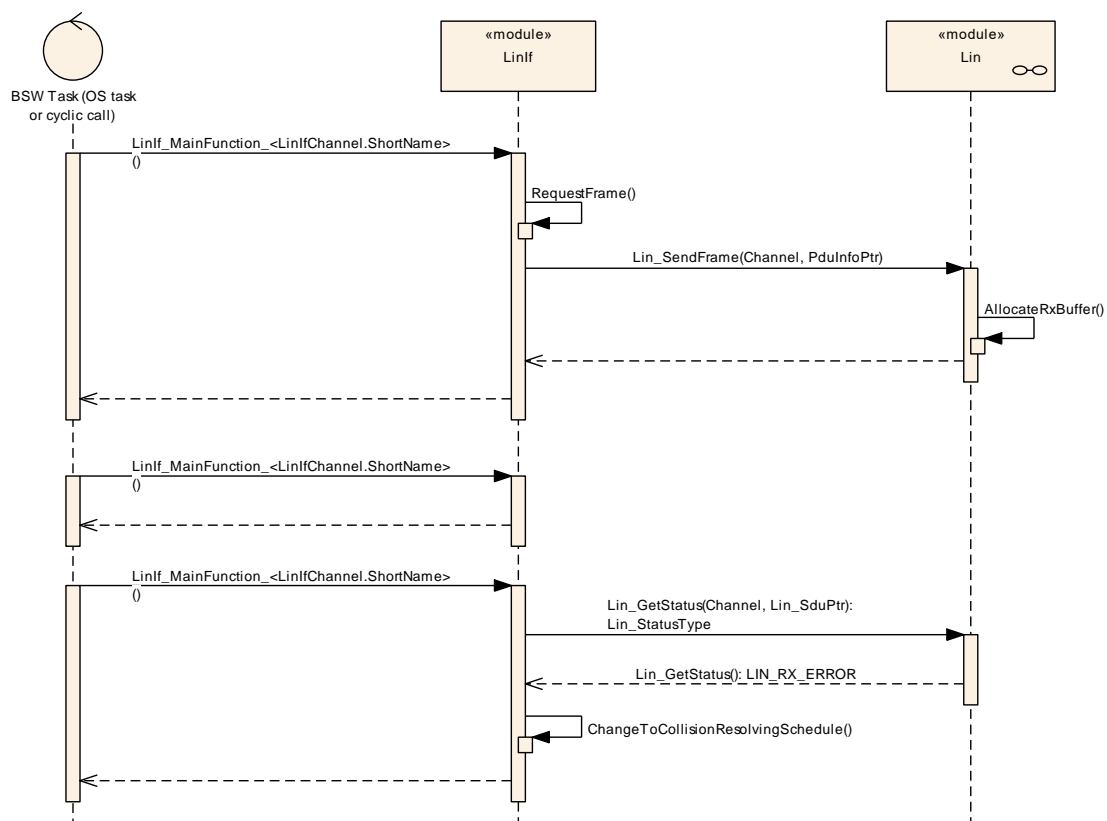 «module»
LinIf
«module»
Lin
BSW Task (OS task
or cyclic call)
LinIf_MainFunction_<LinIfChannel.ShortName>
()
RequestFrame()
Lin_SendFrame(Channel, PduInfoPtr)
AllocateRxBuffer()
LinIf_MainFunction_<LinIfChannel.ShortName>
()
LinIf_MainFunction_<LinIfChannel.ShortName>
()
Lin_GetStatus(Channel, Lin_SduPtr):
Lin_StatusType
Lin_GetStatus(): LIN_RX_ERROR
ChangeToCollisionResolvingSchedule()